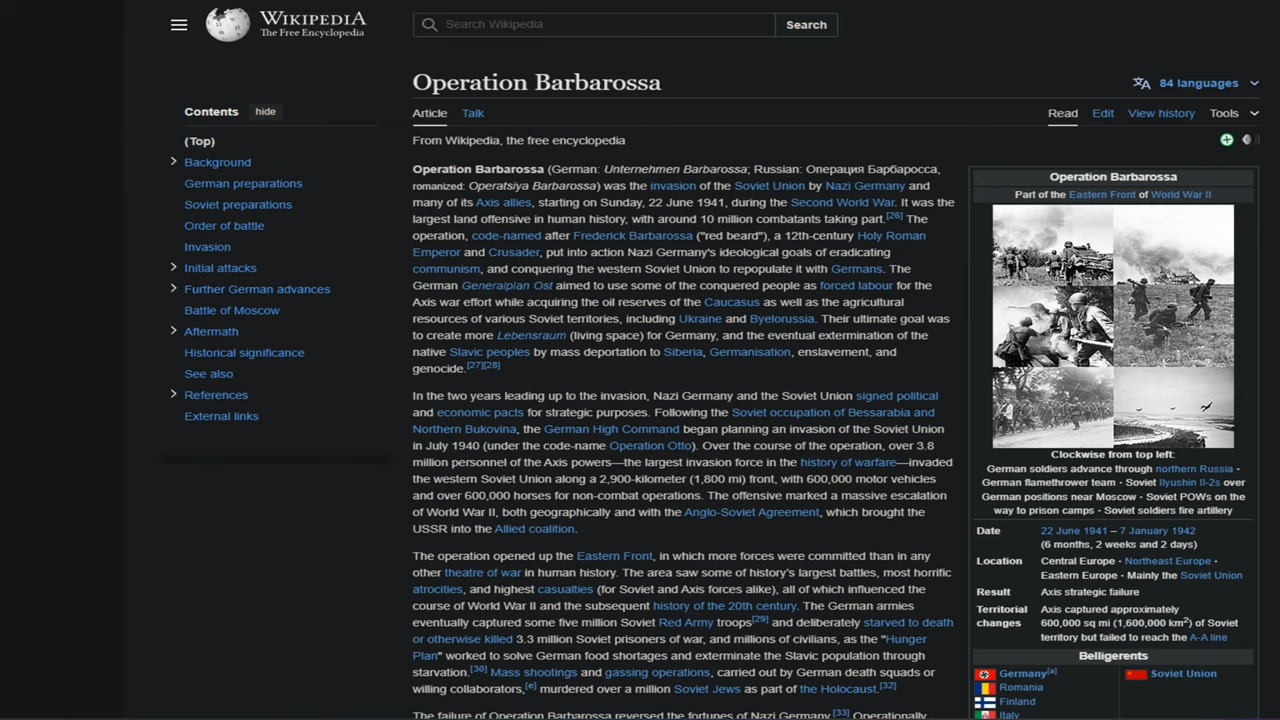 WIKIPEDIA
The Free Encyclopedia
Search Wikipedia
Search
Operation Barbarossa
84 languages
Contents
hide
Article
Talk
Read
Edit
View history
Tools
(Top)
Background
German preparations
Soviet preparations
Order of battle
Invasion
Initial attacks
Further German advances
Battle of Moscow
Aftermath
Historical significance
See also
References
External links
From Wikipedia, the free encyclopedia
Operation Barbarossa (German: Unternehmen Barbarossa; Russian: Операция Барбаросса,
romanized: Operatsiya Barbarossa) was the invasion of the Soviet Union by Nazi Germany and
many of its Axis allies, starting on Sunday, 22 June 1941, during the Second World War. It was the
largest land offensive in human history, with around 10 million combatants taking part.[26] The
operation, code-named after Frederick Barbarossa ("red beard"), a 12th-century Holy Roman
Emperor and Crusader, put into action Nazi Germany's ideological goals of eradicating
communism, and conquering the western Soviet Union to repopulate it with Germans. The
German Generalplan Ost aimed to use some of the conquered people as forced labour for the
Axis war effort while acquiring the oil reserves of the Caucasus as well as the agricultural
resources of various Soviet territories, including Ukraine and Byelorussia. Their ultimate goal was
to create more Lebensraum (living space) for Germany, and the eventual extermination of the
native Slavic peoples by mass deportation to Siberia, Germanisation, enslavement, and
genocide.[27][28]
In the two years leading up to the invasion, Nazi Germany and the Soviet Union signed political
and economic pacts for strategic purposes. Following the Soviet occupation of Bessarabia and
Northern Bukovina, the German High Command began planning an invasion of the Soviet Union
in July 1940 (under the code-name Operation Otto). Over the course of the operation, over 3.8
million personnel of the Axis powers—the largest invasion force in the history of warfare—invaded
the western Soviet Union along a 2,900-kilometer (1,800 mi) front, with 600,000 motor vehicles
and over 600,000 horses for non-combat operations. The offensive marked a massive escalation
of World War II, both geographically and with the Anglo-Soviet Agreement, which brought the
USSR into the Allied coalition.
The operation opened up the Eastern Front, in which more forces were committed than in any
other theatre of war in human history. The area saw some of history's largest battles, most horrific
atrocities, and highest casualties (for Soviet and Axis forces alike), all of which influenced the
course of World War II and the subsequent history of the 20th century. The German armies
eventually captured some five million Soviet Red Army troops[29] and deliberately starved to death
or otherwise killed 3.3 million Soviet prisoners of war, and millions of civilians, as the "Hunger
Plan" worked to solve German food shortages and exterminate the Slavic population through
starvation.[30] Mass shootings and gassing operations, carried out by German death squads or
willing collaborators,[e] murdered over a million Soviet Jews as part of the Holocaust.[32]
The failure of Operation Barbarossa reversed the fortunes of Nazi Germany.[33] Operationally
Operation Barbarossa
Part of the Eastern Front of World War II
Clockwise from top left:
German soldiers advance through northern Russia ·
German flamethrower team · Soviet Ilyushin Il-2s over
German positions near Moscow · Soviet POWs on the
way to prison camps · Soviet soldiers fire artillery
Date
22 June 1941 – 7 January 1942
(6 months, 2 weeks and 2 days)
Location
Central Europe · Northeast Europe ·
Eastern Europe · Mainly the Soviet Union
Result
Axis strategic failure
Territorial changes
Axis captured approximately
600,000 sq mi (1,600,000 km2) of Soviet
territory but failed to reach the A-A line
Belligerents
Germany[a]
Romania
Finland
Italy
Soviet Union